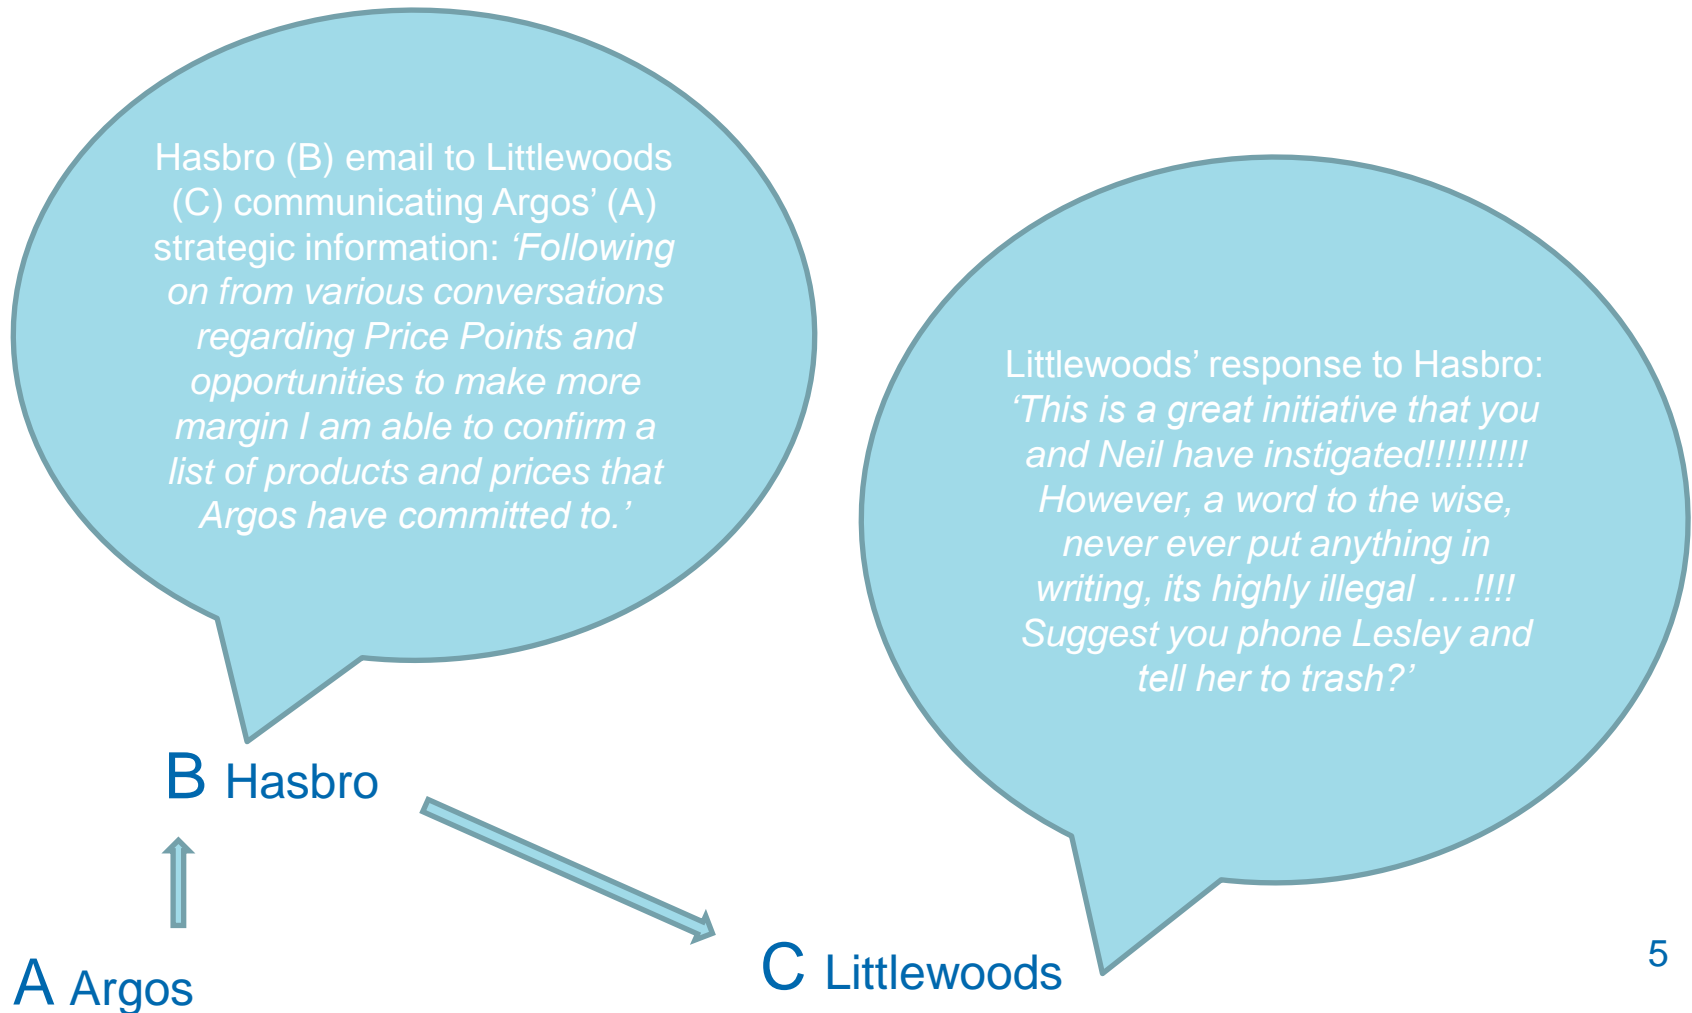 Hasbro (B) email to Littlewoods
(C) communicating Argos’ (A)
strategic information: ‘Following
on from various conversations
regarding Price Points and
opportunities to make more
margin I am able to confirm a
list of products and prices that
Argos have committed to.’
Littlewoods’ response to Hasbro:
‘This is a great initiative that you
and Neil have instigated!!!!!!!!!!
However, a word to the wise,
never ever put anything in
writing, its highly illegal ….!!!!
Suggest you phone Lesley and
tell her to trash?’
B Hasbro
A Argos
C Littlewoods
5